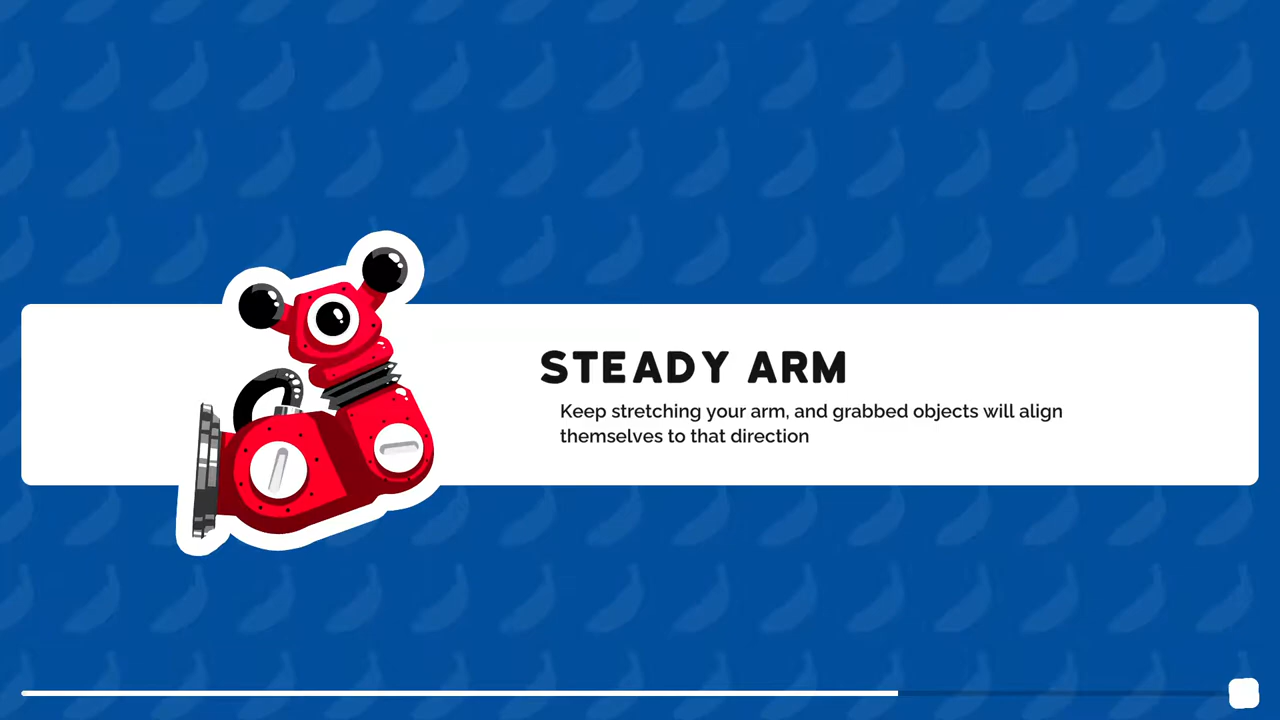 STEADY ARM
Keep stretching your arm, and grabbed objects will align
themselves to that direction